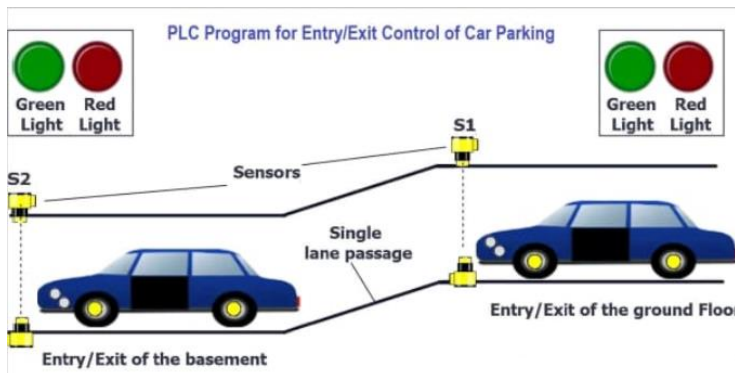 PLC Program for Entry/Exit Control of Car Parking
Green
Light
Red
Light
Green
Light
Red
Light
S1
Sensors
S2
Single
lane passage
Entry/Exit of the ground Floor
Entry/Exit of the basement